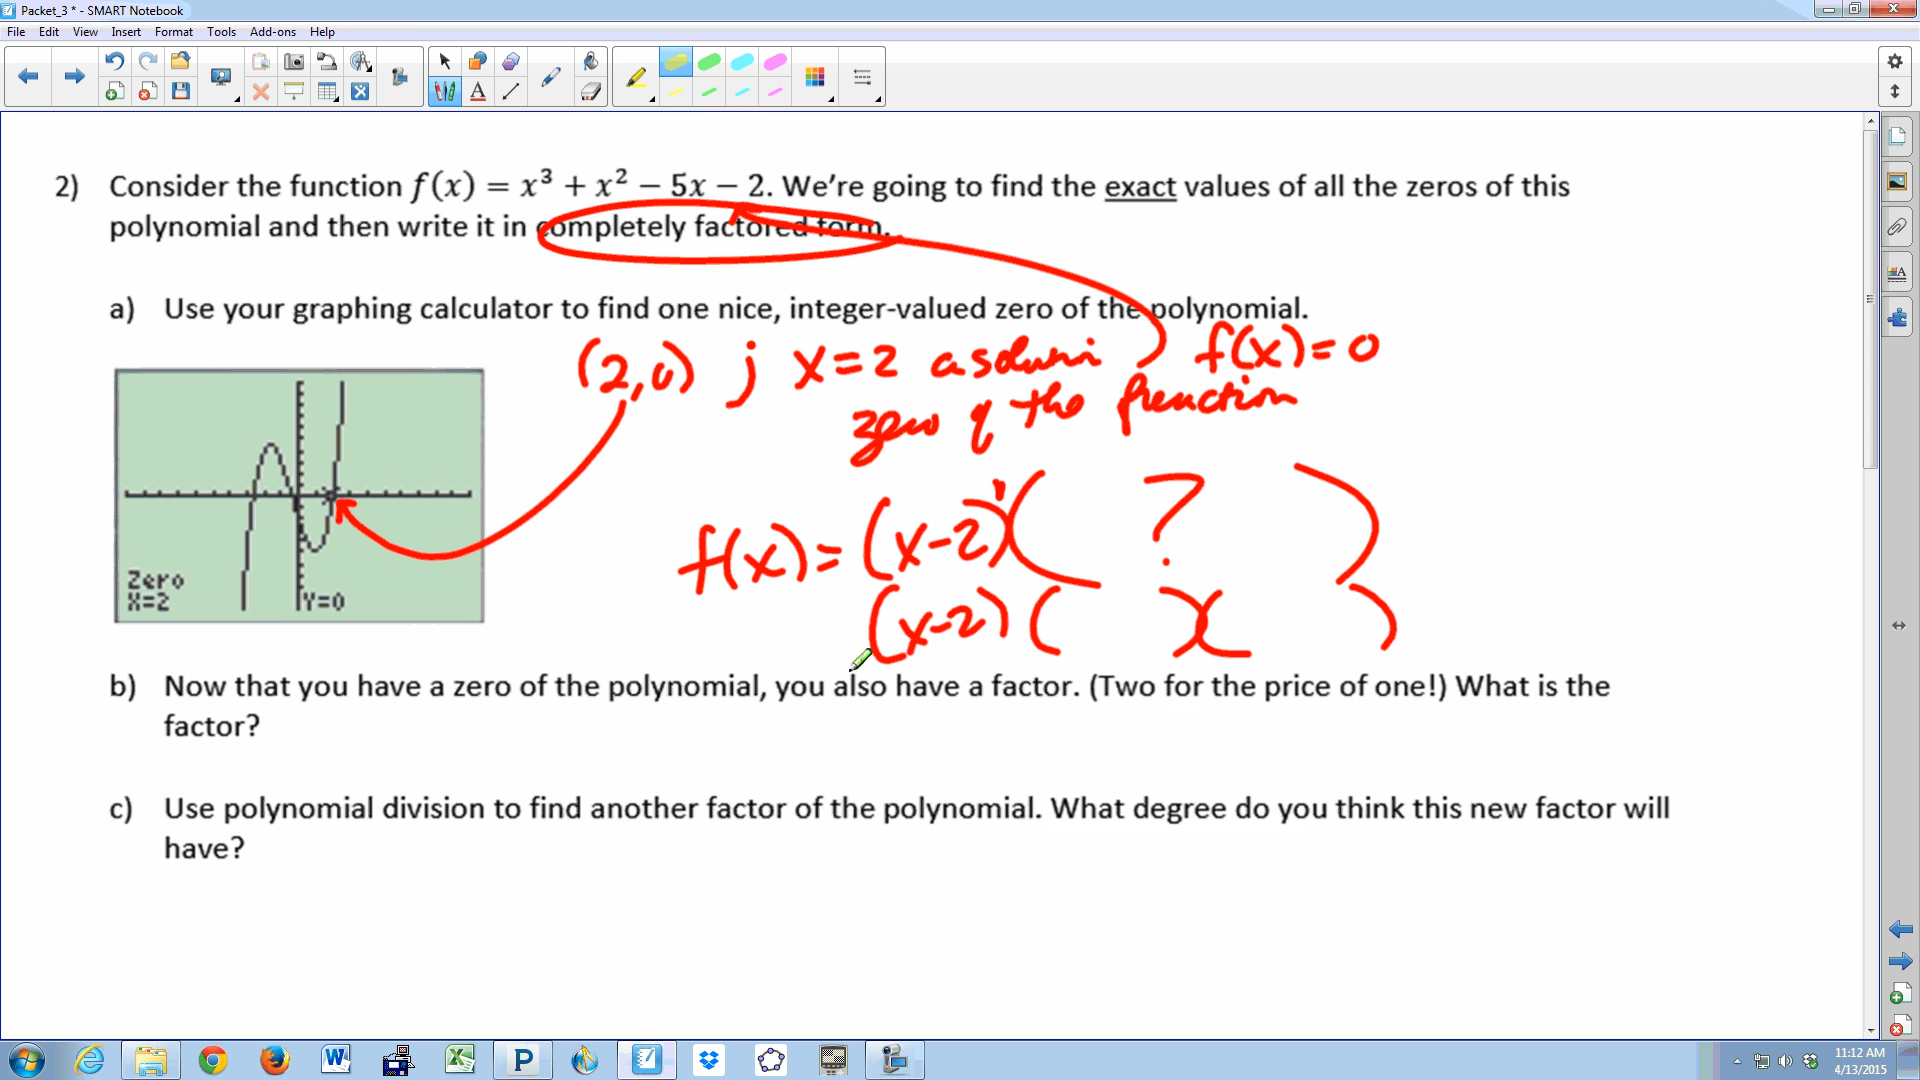 Packet_3 * - SMART Notebook
File Edit View Insert Format Tools Add-ons Help
2) Consider the function f(x) = x³ + x² − 5x − 2. We're going to find the exact values of all the zeros of this
polynomial and then write it in completely factored form.
a) Use your graphing calculator to find one nice, integer-valued zero of the polynomial.
(2,0) ; x=2 a f(x)=0
zero of the function
f(x)= (x-2)¹( ? )
(x-2)( )( )
Zero
X=2 Y=0
b) Now that you have a zero of the polynomial, you also have a factor. (Two for the price of one!) What is the
factor?
c) Use polynomial division to find another factor of the polynomial. What degree do you think this new factor will
have?
11:12 AM
4/13/2015